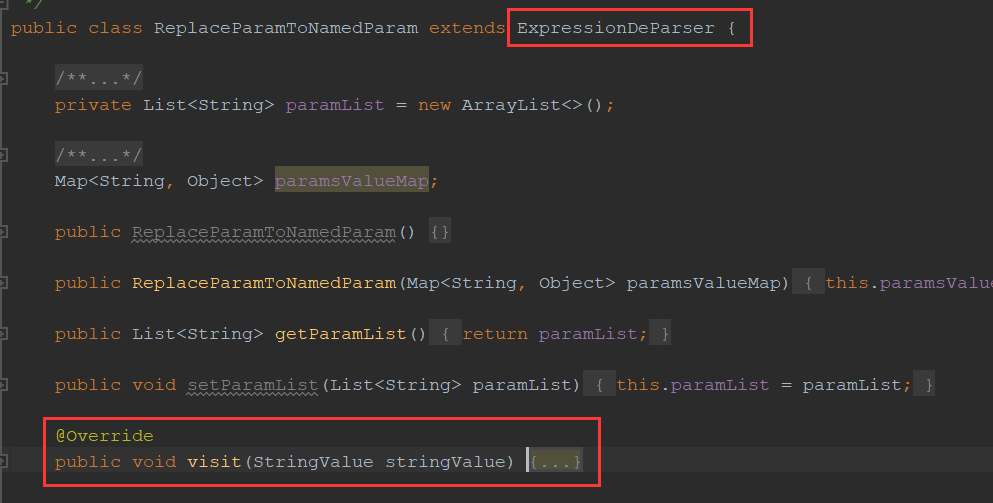 */
public class ReplaceParamToNamedParam extends ExpressionDeParser {
/**...*/
private List<String> paramList = new ArrayList<>();
/**...*/
Map<String, Object> paramsValueMap;
public ReplaceParamToNamedParam() {}
public ReplaceParamToNamedParam(Map<String, Object> paramsValueMap) { this.paramsValue
public List<String> getParamList() { return paramList; }
public void setParamList(List<String> paramList) { this.paramList = paramList; }
@Override
public void visit(StringValue stringValue) {...}